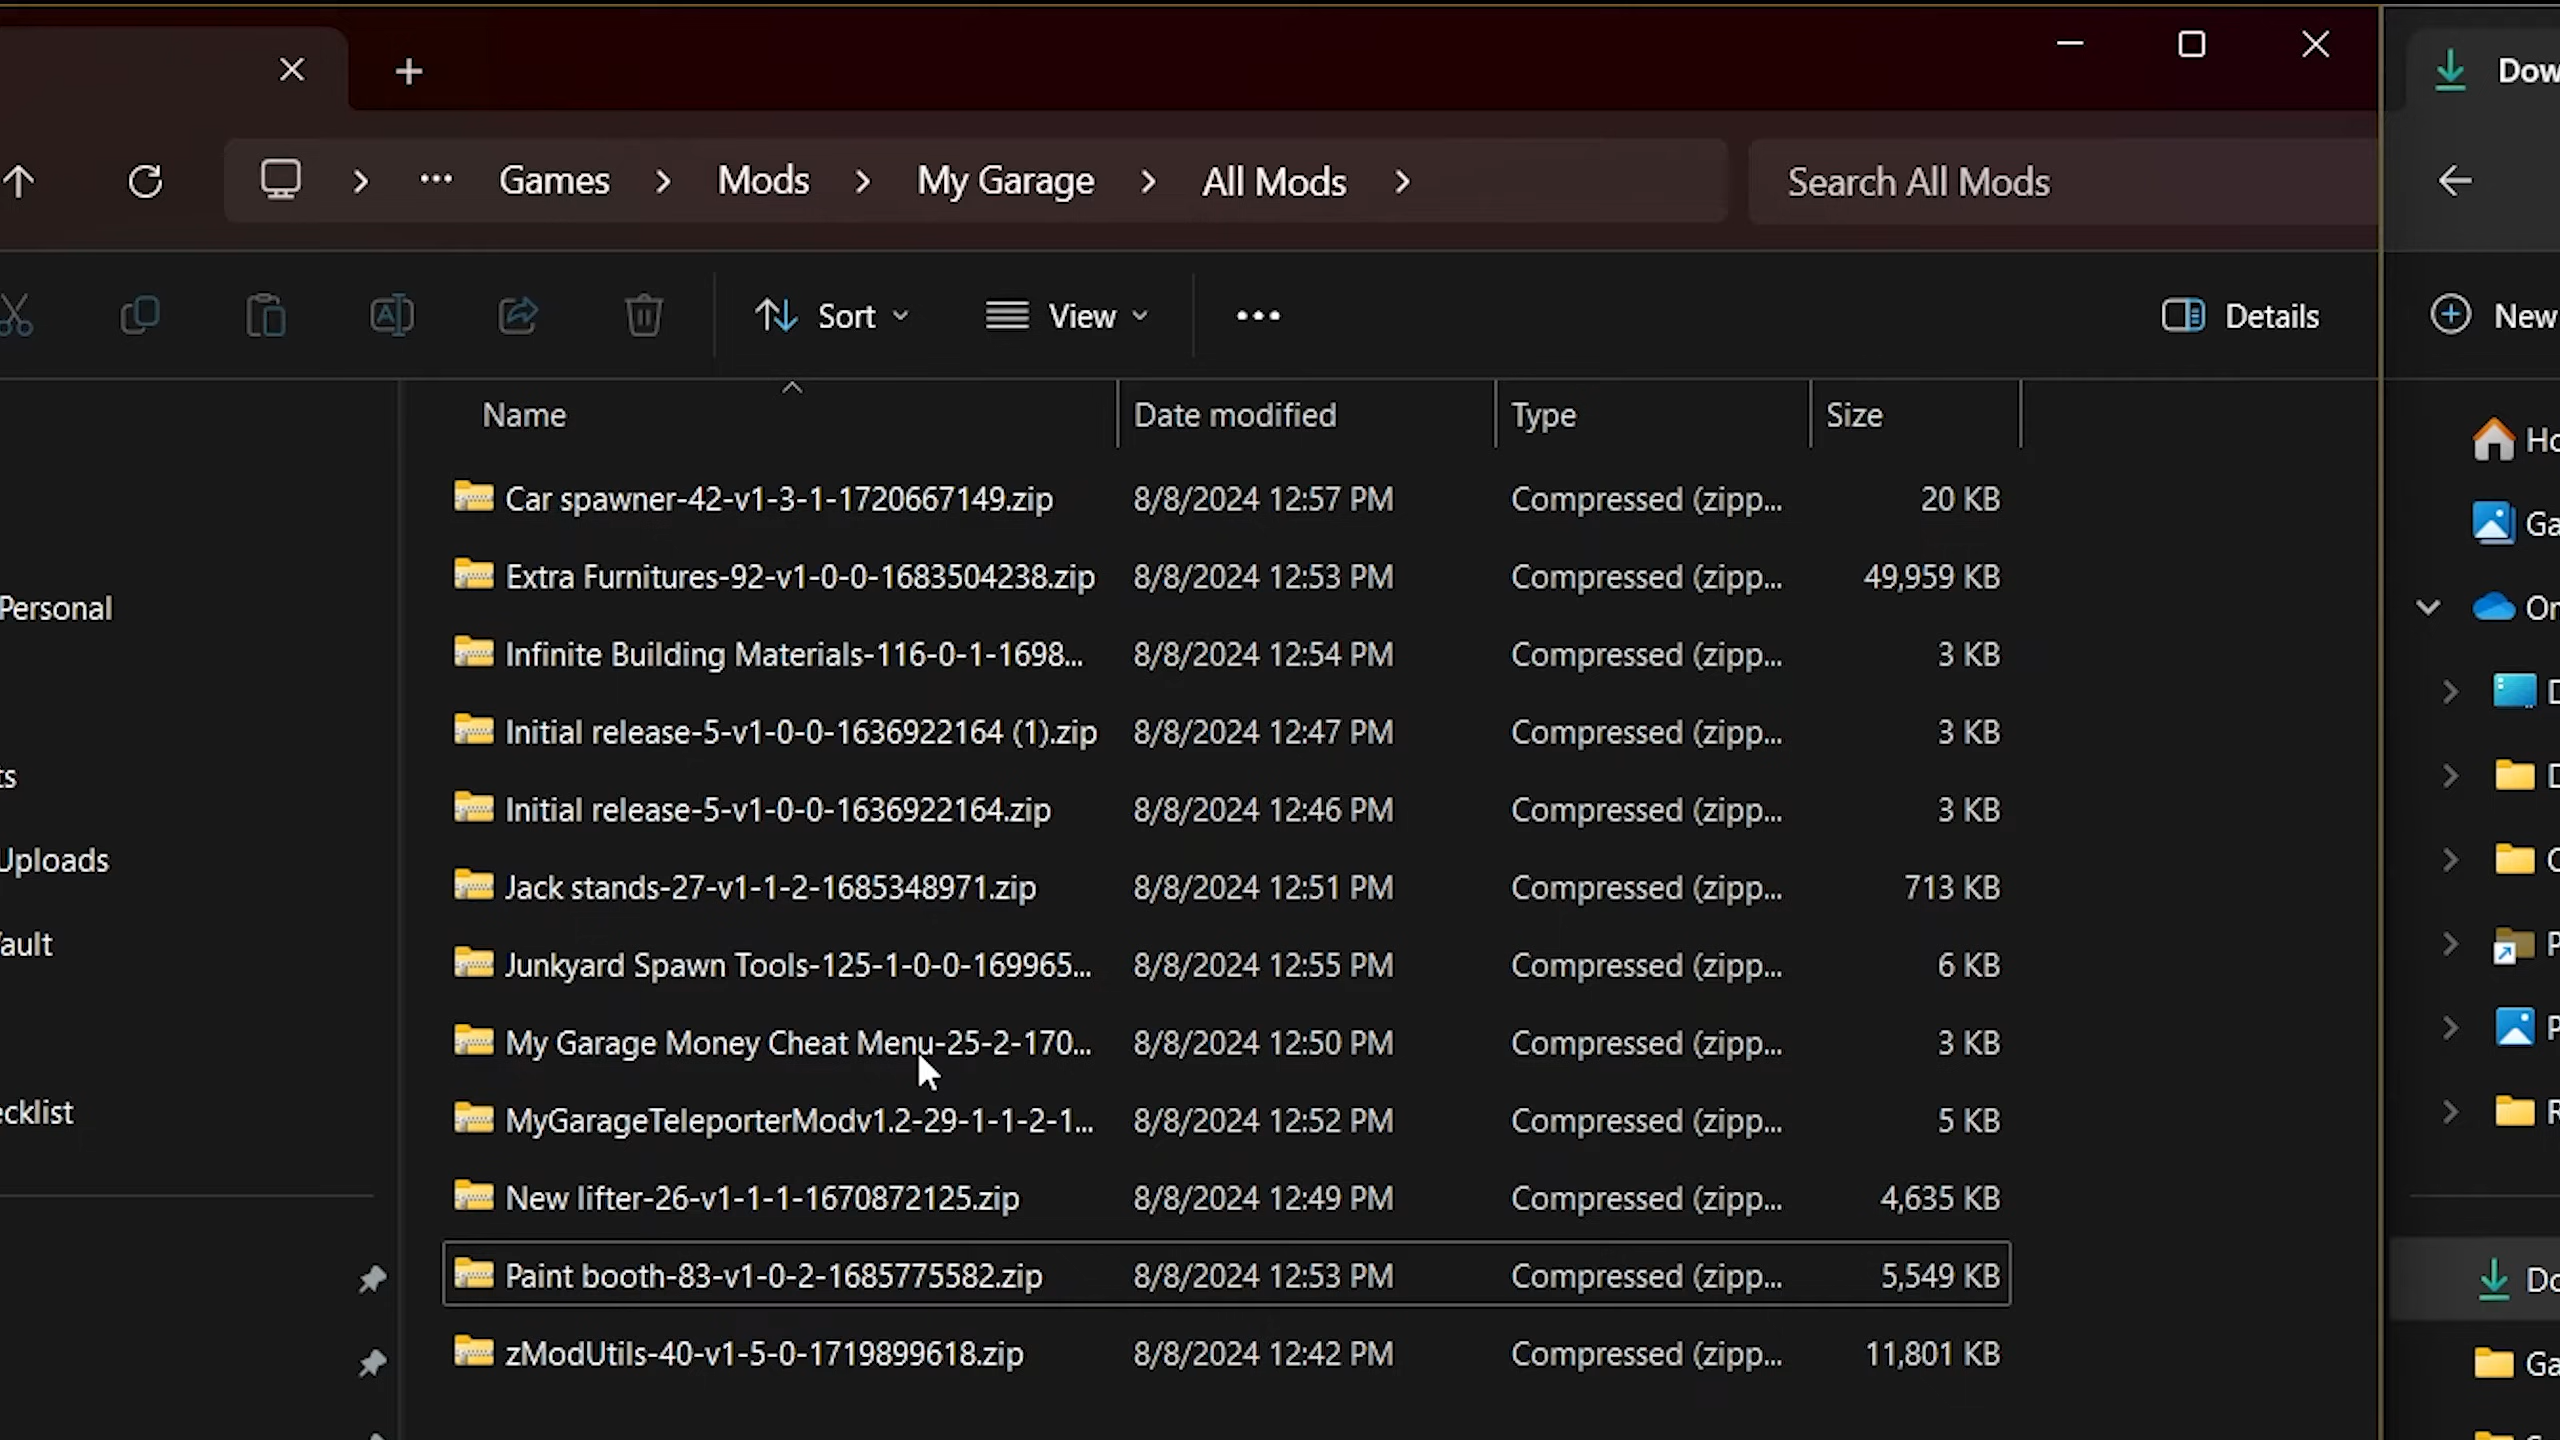 Dow
Games > Mods > My Garage > All Mods >
Search All Mods
Sort
View
Details
New
Name
Date modified
Type
Size
Car spawner-42-v1-3-1-1720667149.zip 8/8/2024 12:57 PM Compressed (zipp... 20 KB
Extra Furnitures-92-v1-0-0-1683504238.zip 8/8/2024 12:53 PM Compressed (zipp... 49,959 KB
Infinite Building Materials-116-0-1-1698... 8/8/2024 12:54 PM Compressed (zipp... 3 KB
Initial release-5-v1-0-0-1636922164 (1).zip 8/8/2024 12:47 PM Compressed (zipp... 3 KB
Initial release-5-v1-0-0-1636922164.zip 8/8/2024 12:46 PM Compressed (zipp... 3 KB
Jack stands-27-v1-1-2-1685348971.zip 8/8/2024 12:51 PM Compressed (zipp... 713 KB
Junkyard Spawn Tools-125-1-0-0-169965... 8/8/2024 12:55 PM Compressed (zipp... 6 KB
My Garage Money Cheat Menu-25-2-170... 8/8/2024 12:50 PM Compressed (zipp... 3 KB
MyGarageTeleporterModv1.2-29-1-1-2-1... 8/8/2024 12:52 PM Compressed (zipp... 5 KB
New lifter-26-v1-1-1-1670872125.zip 8/8/2024 12:49 PM Compressed (zipp... 4,635 KB
Paint booth-83-v1-0-2-1685775582.zip 8/8/2024 12:53 PM Compressed (zipp... 5,549 KB
zModUtils-40-v1-5-0-1719899618.zip 8/8/2024 12:42 PM Compressed (zipp... 11,801 KB
Personal
ts
Uploads
ault
ecklist
Ho
Ga
On
Do
Ga